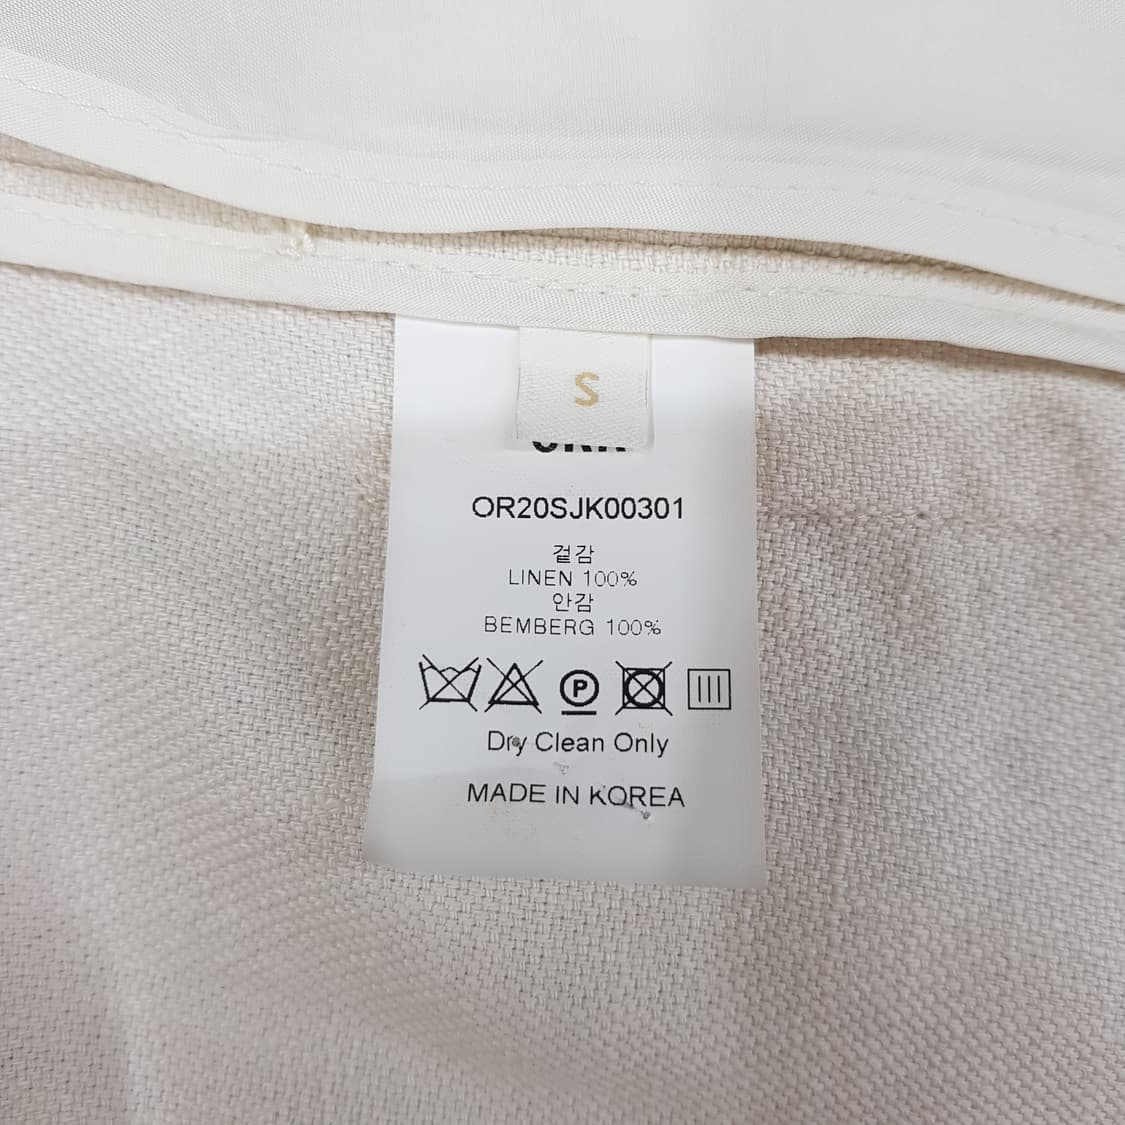 S
OR20SJK00301
겉감
LINEN 100%
안감
BEMBERG 100%
P
Dry Clean Only
MADE IN KOREA